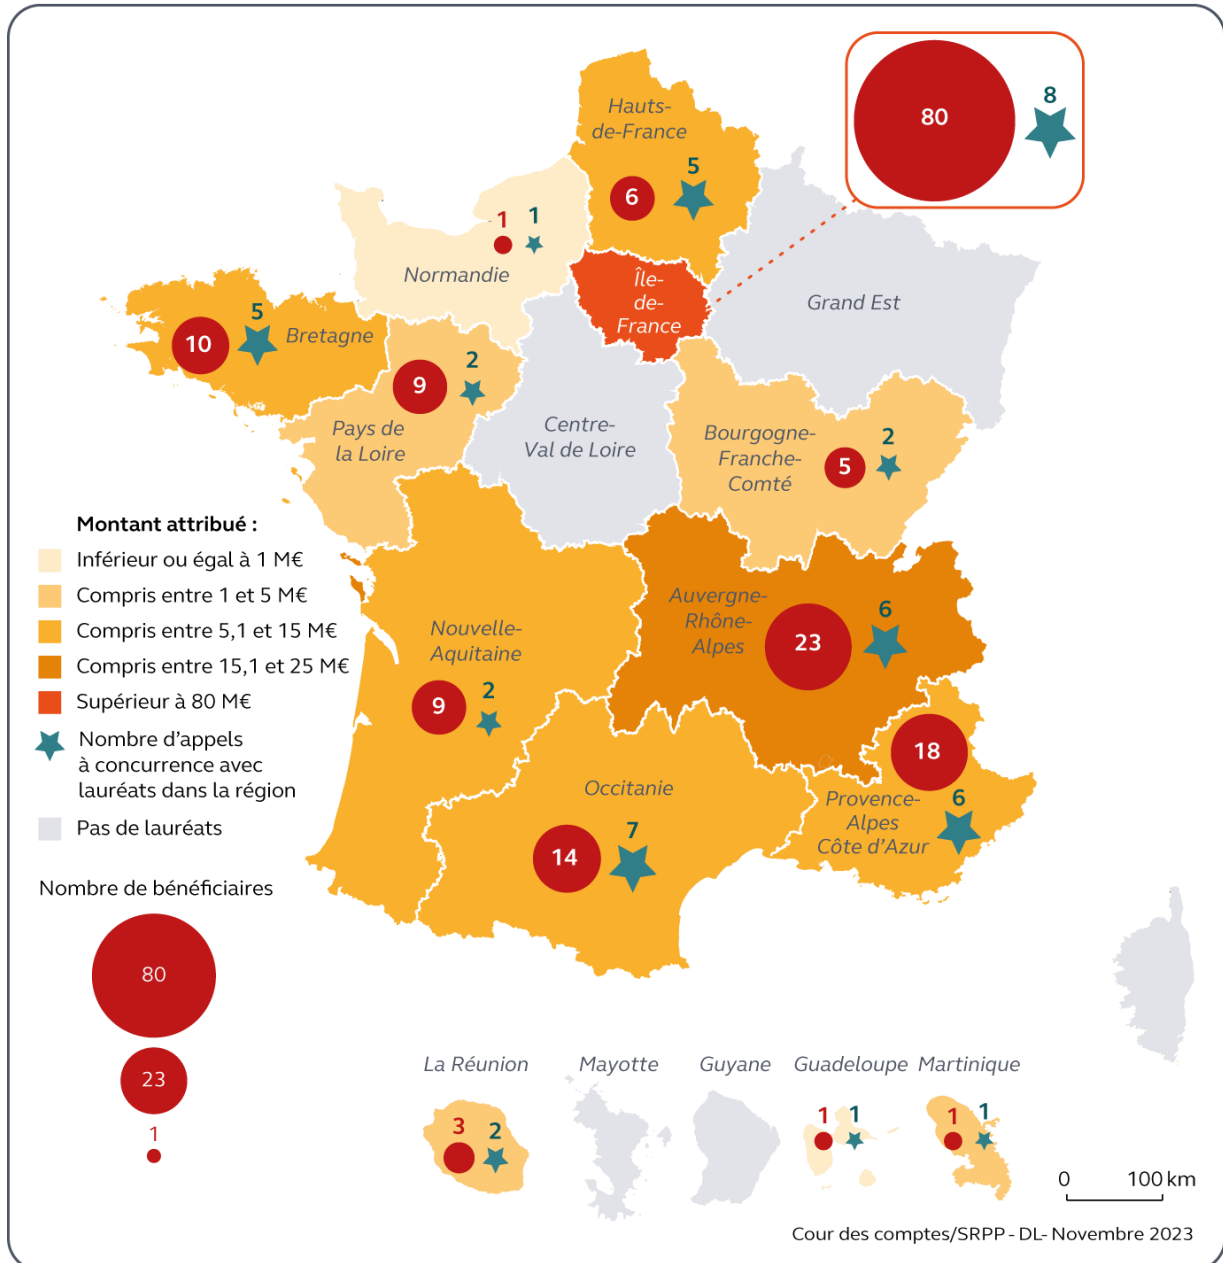 80
8
Hauts-
de-France
6
5
1
1
Normandie
Île-
de-
France
Grand Est
10
5
Bretagne
9
2
Pays de
la Loire
Centre-
Val de Loire
Bourgogne-
Franche-
Comté
5
2
Montant attribué :
Inférieur ou égal à 1 M€
Compris entre 1 et 5 M€
Compris entre 5,1 et 15 M€
Compris entre 15,1 et 25 M€
Supérieur à 80 M€
Nombre d'appels
à concurrence avec
lauréats dans la région
Pas de lauréats
Auvergne-
Rhône-
Alpes
23
6
Nouvelle-
Aquitaine
9
2
18
Provence-
Alpes
Côte d'Azur
6
Occitanie
14
7
Nombre de bénéficiaires
80
23
1
La Réunion
3
2
Mayotte
Guyane
Guadeloupe
1
1
Martinique
1
1
0 100 km
Cour des comptes/SRPP - DL- Novembre 2023